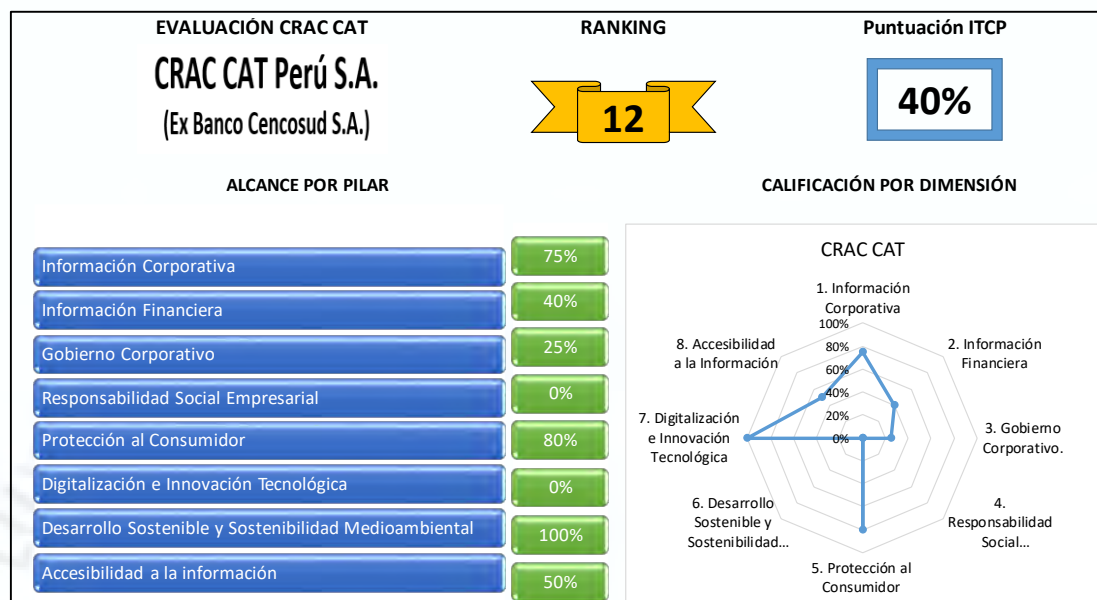 EVALUACIÓN CRAC CAT
RANKING
Puntuación ITCP
CRAC CAT Perú S.A.
(Ex Banco Cencosud S.A.)
12
40%
ALCANCE POR PILAR
CALIFICACIÓN POR DIMENSIÓN
Información Corporativa
75%
Información Financiera
40%
Gobierno Corporativo
25%
Responsabilidad Social Empresarial
0%
Protección al Consumidor
80%
Digitalización e Innovación Tecnológica
0%
Desarrollo Sostenible y Sostenibilidad Medioambiental
100%
Accesibilidad a la información
50%
CRAC CAT
1. Información
Corporativa
2. Información
Financiera
3. Gobierno
Corporativo.
4.
Responsabilidad
Social...
5. Protección al
Consumidor
6. Desarrollo
Sostenible y
Sostenibilidad...
7. Digitalización
e Innovación
Tecnológica
8. Accesibilidad
a la Información
100%
80%
60%
40%
20%
0%